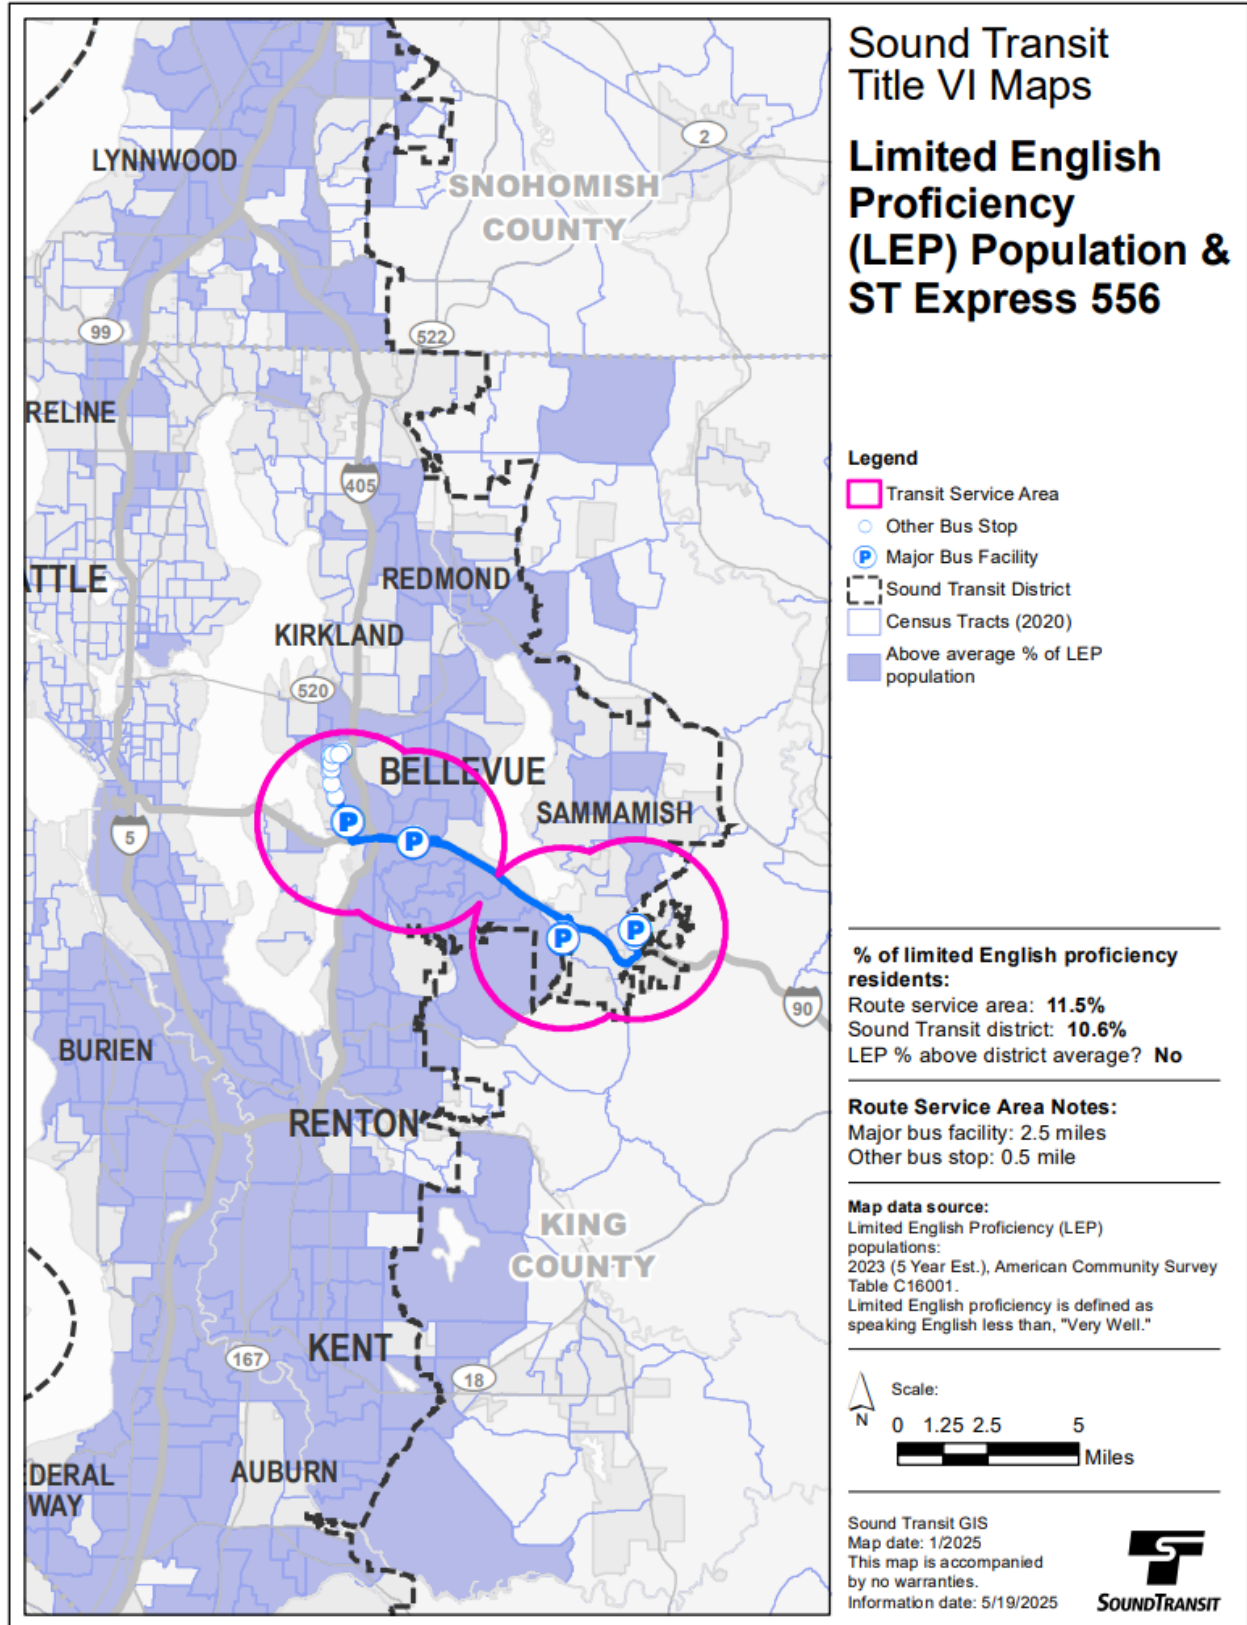 Sound Transit
Title VI Maps
Limited English
Proficiency
(LEP) Population &
ST Express 556
LYNNWOOD
SNOHOMISH
COUNTY
2
99
522
RELINE
405
ATTLE
REDMOND
KIRKLAND
520
BELLEVUE
SAMMAMISH
5
P
P
P
P
90
BURIEN
RENTON
KING
COUNTY
KENT
167
18
DERAL
WAY
AUBURN
Legend
Transit Service Area
Other Bus Stop
P Major Bus Facility
Sound Transit District
Census Tracts (2020)
Above average % of LEP
population
% of limited English proficiency
residents:
Route service area: 11.5%
Sound Transit district: 10.6%
LEP % above district average? No
Route Service Area Notes:
Major bus facility: 2.5 miles
Other bus stop: 0.5 mile
Map data source:
Limited English Proficiency (LEP)
populations:
2023 (5 Year Est.), American Community Survey
Table C16001.
Limited English proficiency is defined as
speaking English less than, "Very Well."
N
Scale:
0 1.25 2.5 5
Miles
Sound Transit GIS
Map date: 1/2025
This map is accompanied
by no warranties.
Information date: 5/19/2025
SOUNDTRANSIT